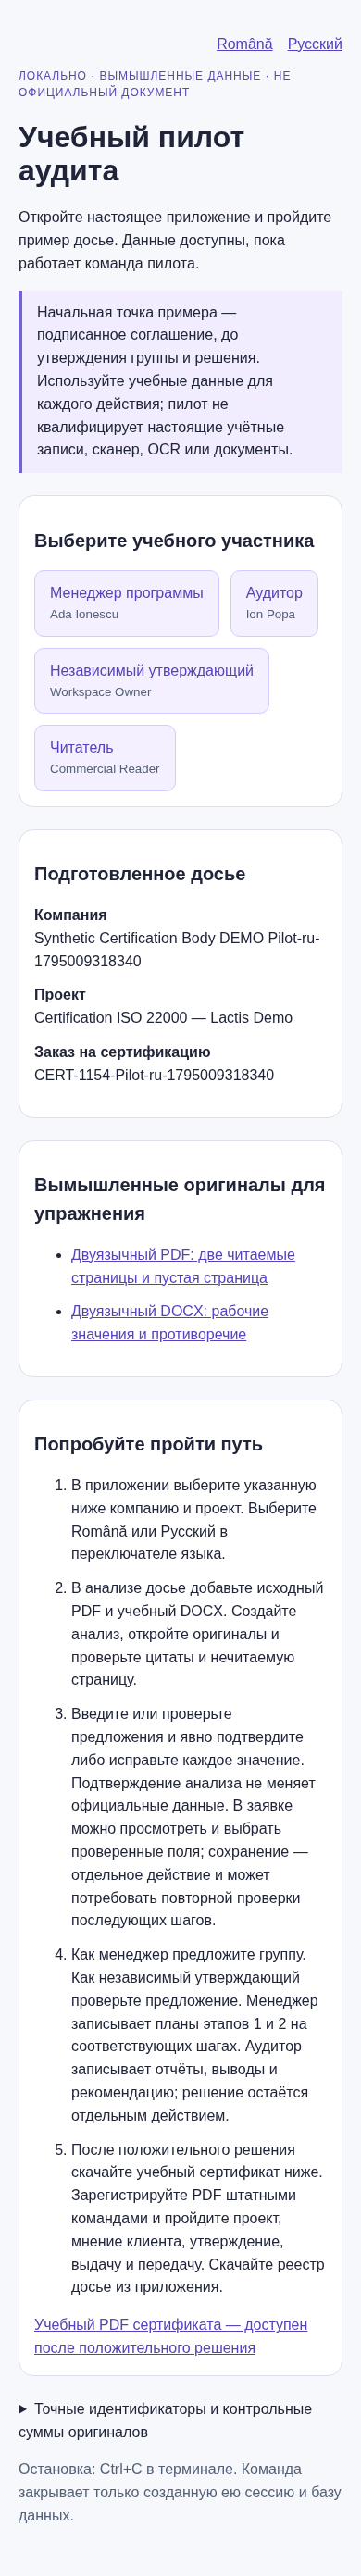 Română Русский
ЛОКАЛЬНО · ВЫМЫШЛЕННЫЕ ДАННЫЕ · НЕ
ОФИЦИАЛЬНЫЙ ДОКУМЕНТ
Учебный пилот
аудита
Откройте настоящее приложение и пройдите
пример досье. Данные доступны, пока
работает команда пилота.
Начальная точка примера —
подписанное соглашение, до
утверждения группы и решения.
Используйте учебные данные для
каждого действия; пилот не
квалифицирует настоящие учётные
записи, сканер, OCR или документы.
Выберите учебного участника
Менеджер программы
Ada Ionescu
Аудитор
Ion Popa
Независимый утверждающий
Workspace Owner
Читатель
Commercial Reader
Подготовленное досье
Компания
Synthetic Certification Body DEMO Pilot-ru-
1795009318340
Проект
Certification ISO 22000 — Lactis Demo
Заказ на сертификацию
CERT-1154-Pilot-ru-1795009318340
Вымышленные оригиналы для
упражнения
• Двуязычный PDF: две читаемые
страницы и пустая страница
• Двуязычный DOCX: рабочие
значения и противоречие
Попробуйте пройти путь
1. В приложении выберите указанную
ниже компанию и проект. Выберите
Română или Русский в
переключателе языка.
2. В анализе досье добавьте исходный
PDF и учебный DOCX. Создайте
анализ, откройте оригиналы и
проверьте цитаты и нечитаемую
страницу.
3. Введите или проверьте
предложения и явно подтвердите
либо исправьте каждое значение.
Подтверждение анализа не меняет
официальные данные. В заявке
можно просмотреть и выбрать
проверенные поля; сохранение —
отдельное действие и может
потребовать повторной проверки
последующих шагов.
4. Как менеджер предложите группу.
Как независимый утверждающий
проверьте предложение. Менеджер
записывает планы этапов 1 и 2 на
соответствующих шагах. Аудитор
записывает отчёты, выводы и
рекомендацию; решение остаётся
отдельным действием.
5. После положительного решения
скачайте учебный сертификат ниже.
Зарегистрируйте PDF штатными
командами и пройдите проект,
мнение клиента, утверждение,
выдачу и передачу. Скачайте реестр
досье из приложения.
Учебный PDF сертификата — доступен
после положительного решения
▶ Точные идентификаторы и контрольные
суммы оригиналов
Остановка: Ctrl+C в терминале. Команда
закрывает только созданную ею сессию и базу
данных.